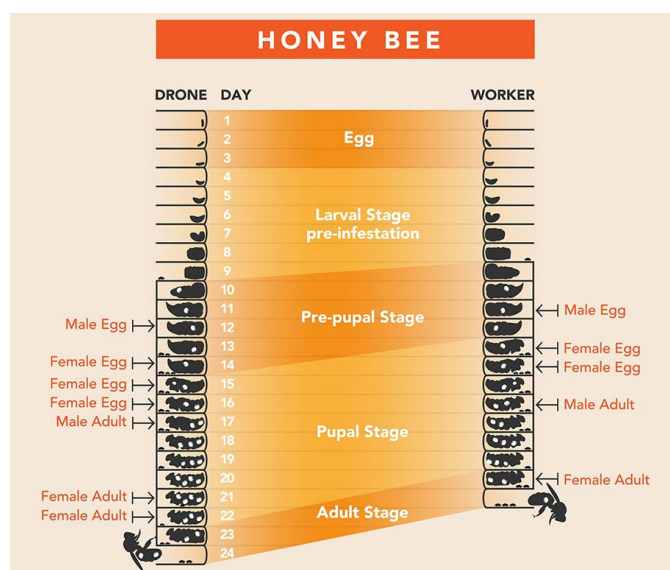 HONEY BEE
DRONE DAY WORKER
1
2
Egg
3
4
5
6
Larval Stage
pre-infestation
7
8
9
10
11
Pre-pupal Stage
Male Egg
Male Egg
12
13
Female Egg
Female Egg
14
Female Egg
Female Egg
15
Female Egg
16
Male Adult
Male Adult
17
Pupal Stage
18
19
20
Female Adult
Female Adult
21
Female Adult
22
Adult Stage
23
24